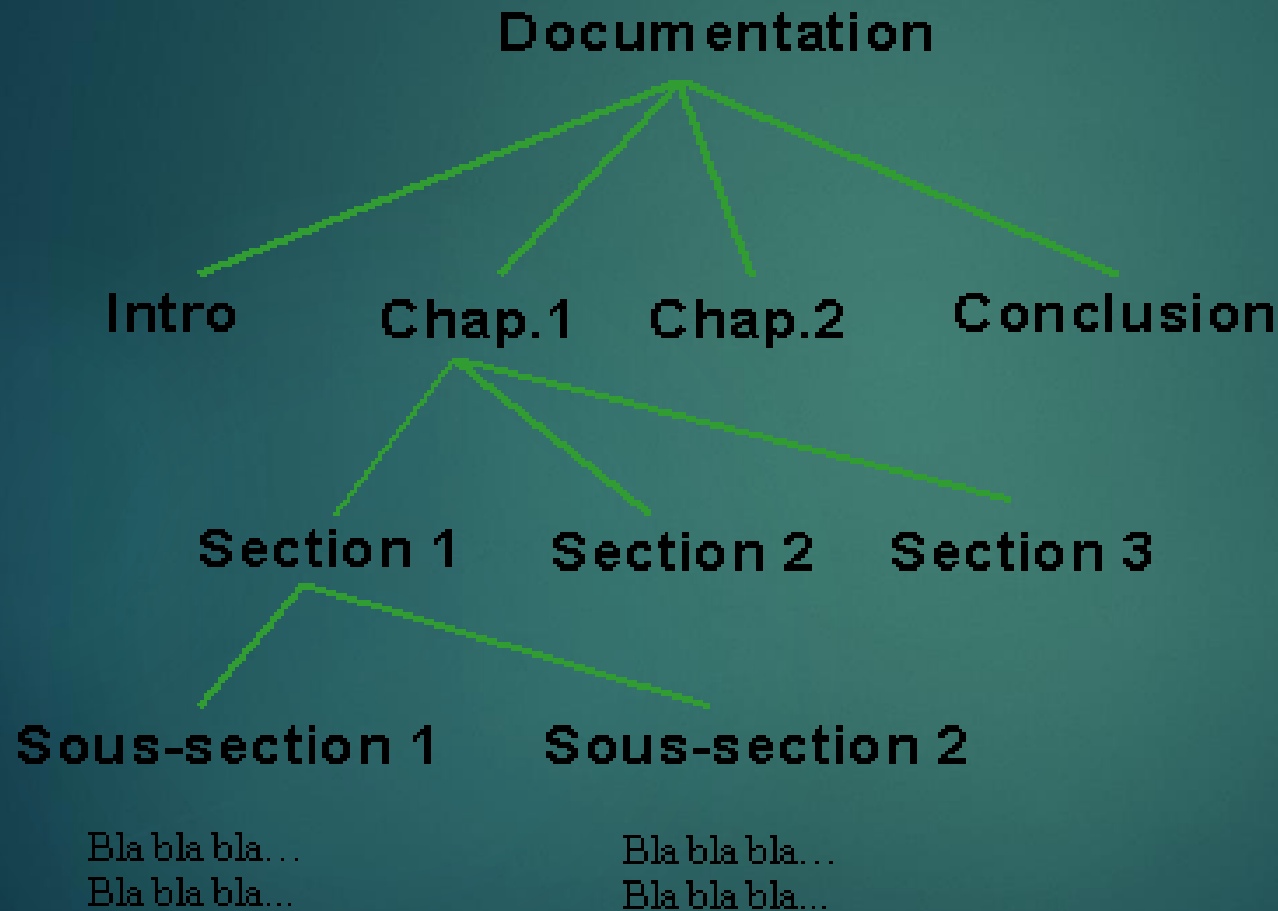 Documentation
Intro Chap.1 Chap.2 Conclusion
Section 1 Section 2 Section 3
Sous-section 1 Sous-section 2
Bla bla bla... Bla bla bla...
Bla bla bla... Bla bla bla...